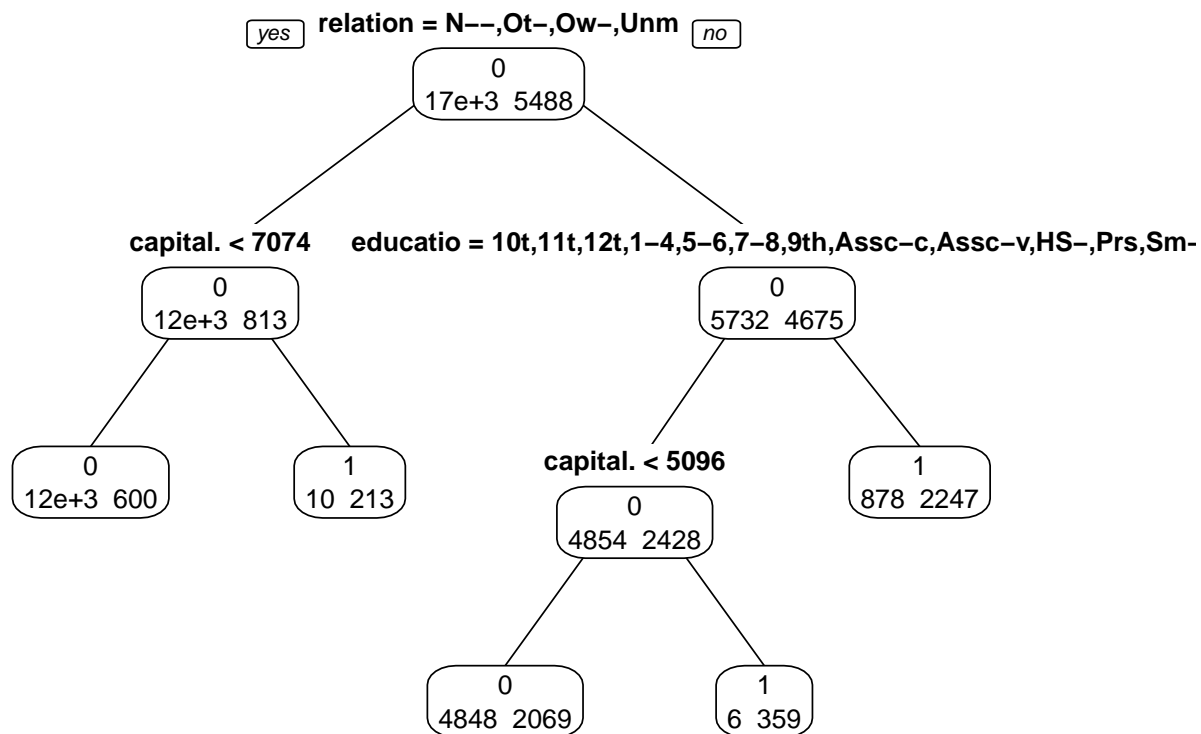 relation = N−−,Ot−,Ow−,Unm
yes
no
0
17e+3 5488
capital. < 7074
educatio = 10t,11t,12t,1−4,5−6,7−8,9th,Assc−c,Assc−v,HS−,Prs,Sm−
0
12e+3 813
0
5732 4675
0
12e+3 600
1
10 213
capital. < 5096
0
4854 2428
1
878 2247
0
4848 2069
1
6 359